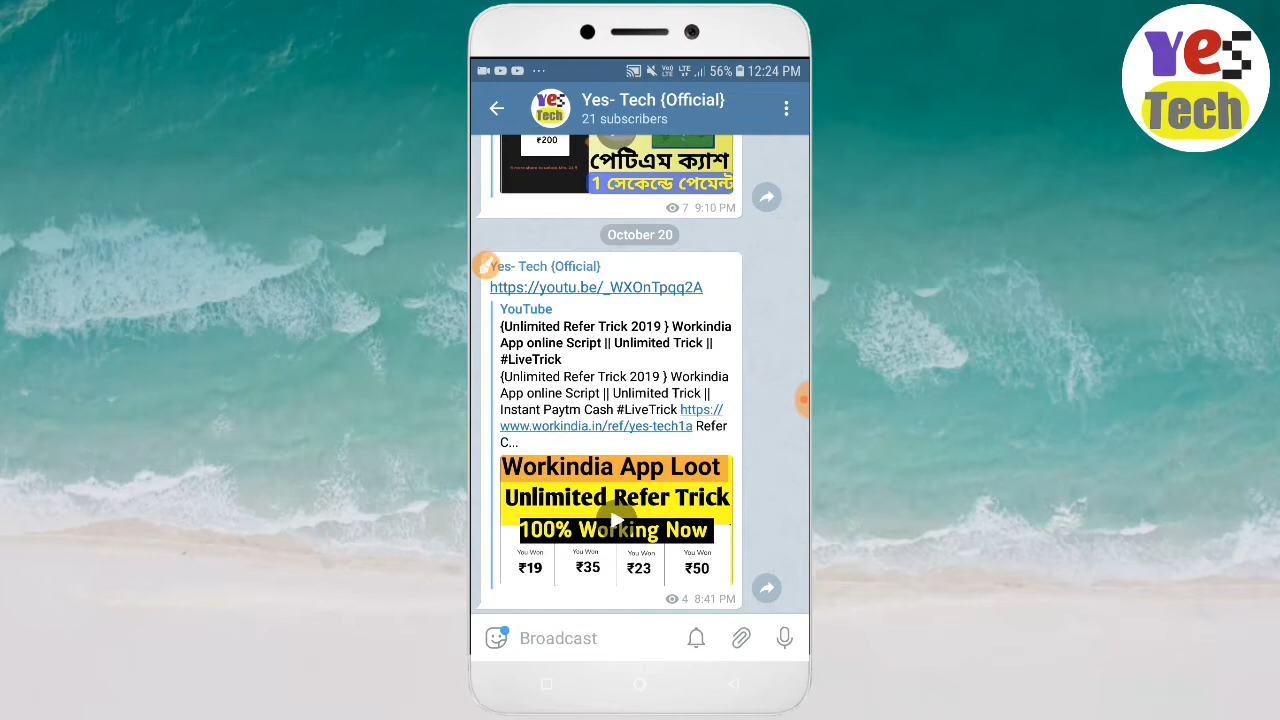 Yes Tech
56% 12:24 PM
Yes- Tech {Official}
21 subscribers
₹200
পেটিএম ক্যাশ
1 সেকেন্ডে পেমেন্ট
7 9:10 PM
October 20
Yes- Tech {Official}
https://youtu.be/_WXOnTpqq2A
YouTube
{Unlimited Refer Trick 2019 } Workindia
App online Script || Unlimited Trick ||
#LiveTrick
{Unlimited Refer Trick 2019 } Workindia
App online Script || Unlimited Trick ||
Instant Paytm Cash #LiveTrick https://
www.workindia.in/ref/yes-tech1a Refer
C...
Workindia App Loot
Unlimited Refer Trick
100% Working Now
You Won You Won You Won You Won
₹19 ₹35 ₹23 ₹50
4 8:41 PM
Broadcast